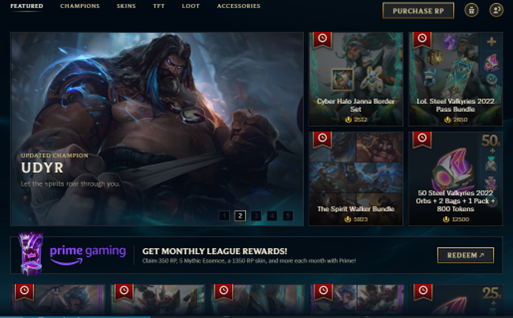 FEATURED CHAMPIONS SKINS TFT LOOT ACCESSORIES
PURCHASE RP
UPDATED CHAMPION
UDYR
Let the spirits roar through you.
1 2 3 4 5
Cyber Halo Janna Border
Set
2512
LoL Steel Valkyries 2022
Pass Bundle
2650
The Spirit Walker Bundle
5823
50
50 Steel Valkyries 2022
Orbs + 2 Bags + 1 Pack +
800 Tokens
12500
prime gaming
GET MONTHLY LEAGUE REWARDS!
Claim 350 RP, 5 Mythic Essence, a 1350 RP skin, and more each month with Prime!
REDEEM
25